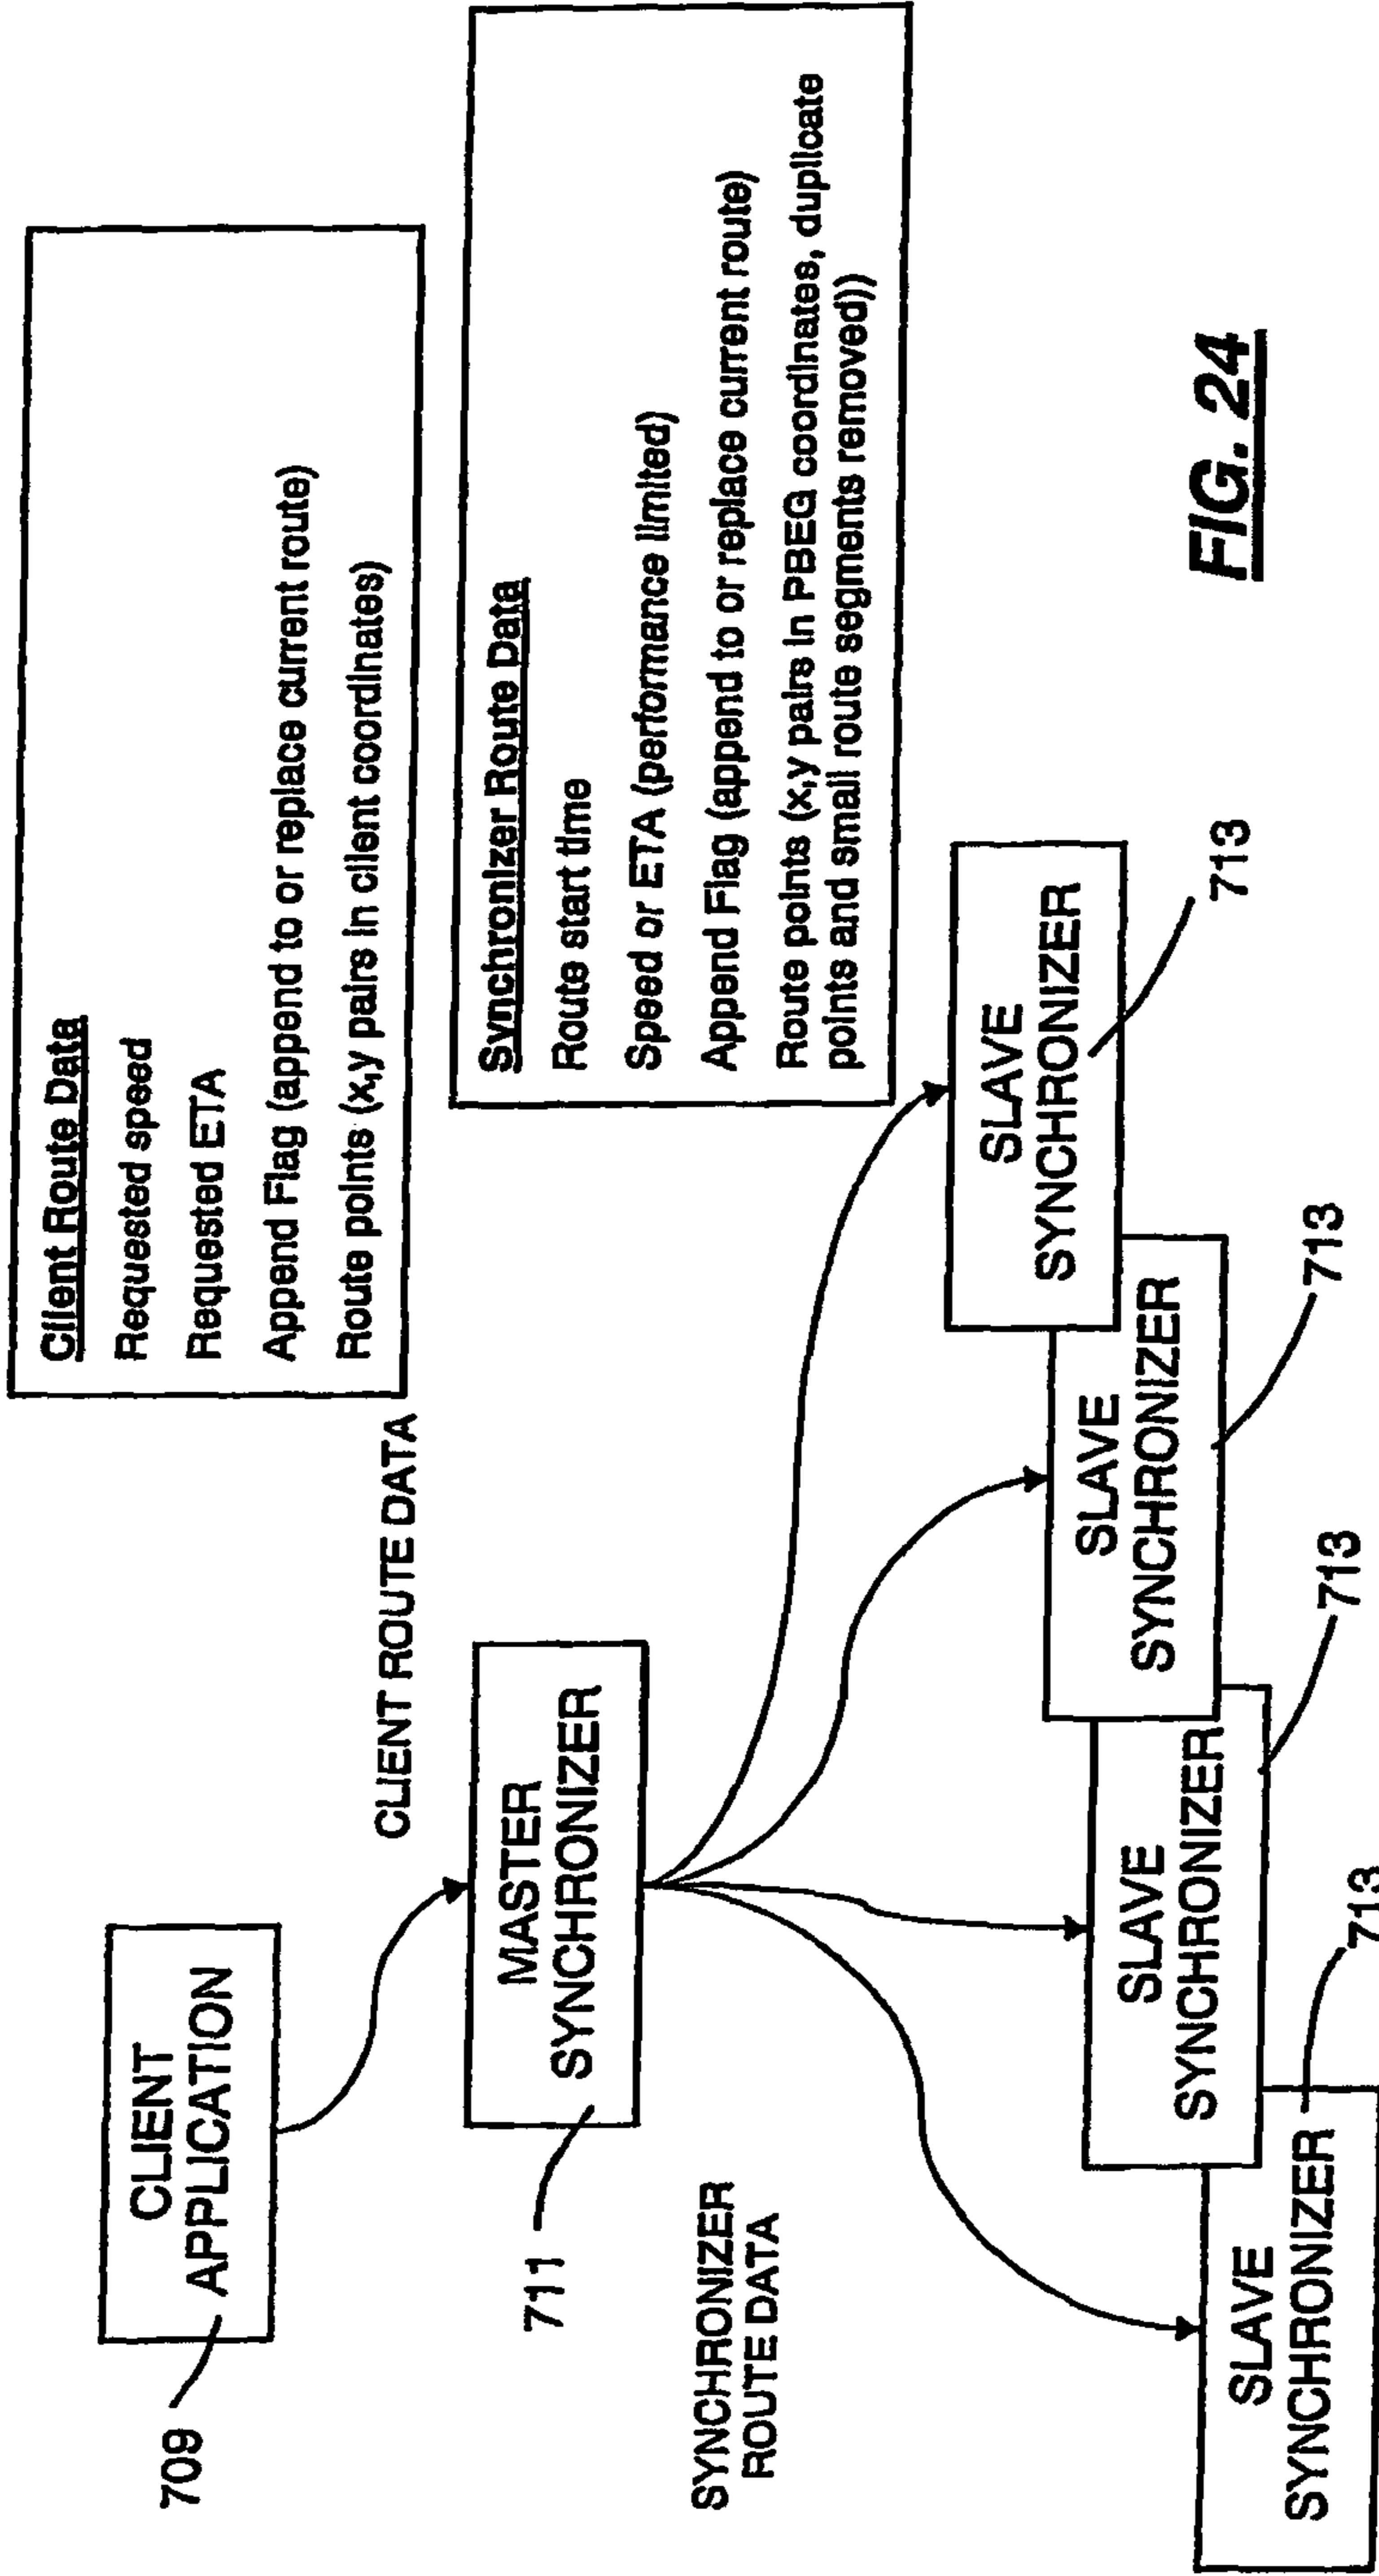 709
CLIENT
APPLICATION
CLIENT ROUTE DATA
Client Route Data
Requested speed
Requested ETA
Append Flag (append to or replace current route)
Route points (x,y pairs in client coordinates)
711
MASTER
SYNCHRONIZER
SYNCHRONIZER
ROUTE DATA
Synchronizer Route Data
Route start time
Speed or ETA (performance limited)
Append Flag (append to or replace current route)
Route points (x,y pairs in PBEG coordinates, duplicate
points and small route segments removed))
SLAVE
SYNCHRONIZER
713
SLAVE
SYNCHRONIZER
713
SLAVE
SYNCHRONIZER
713
SLAVE
SYNCHRONIZER
713
FIG. 24